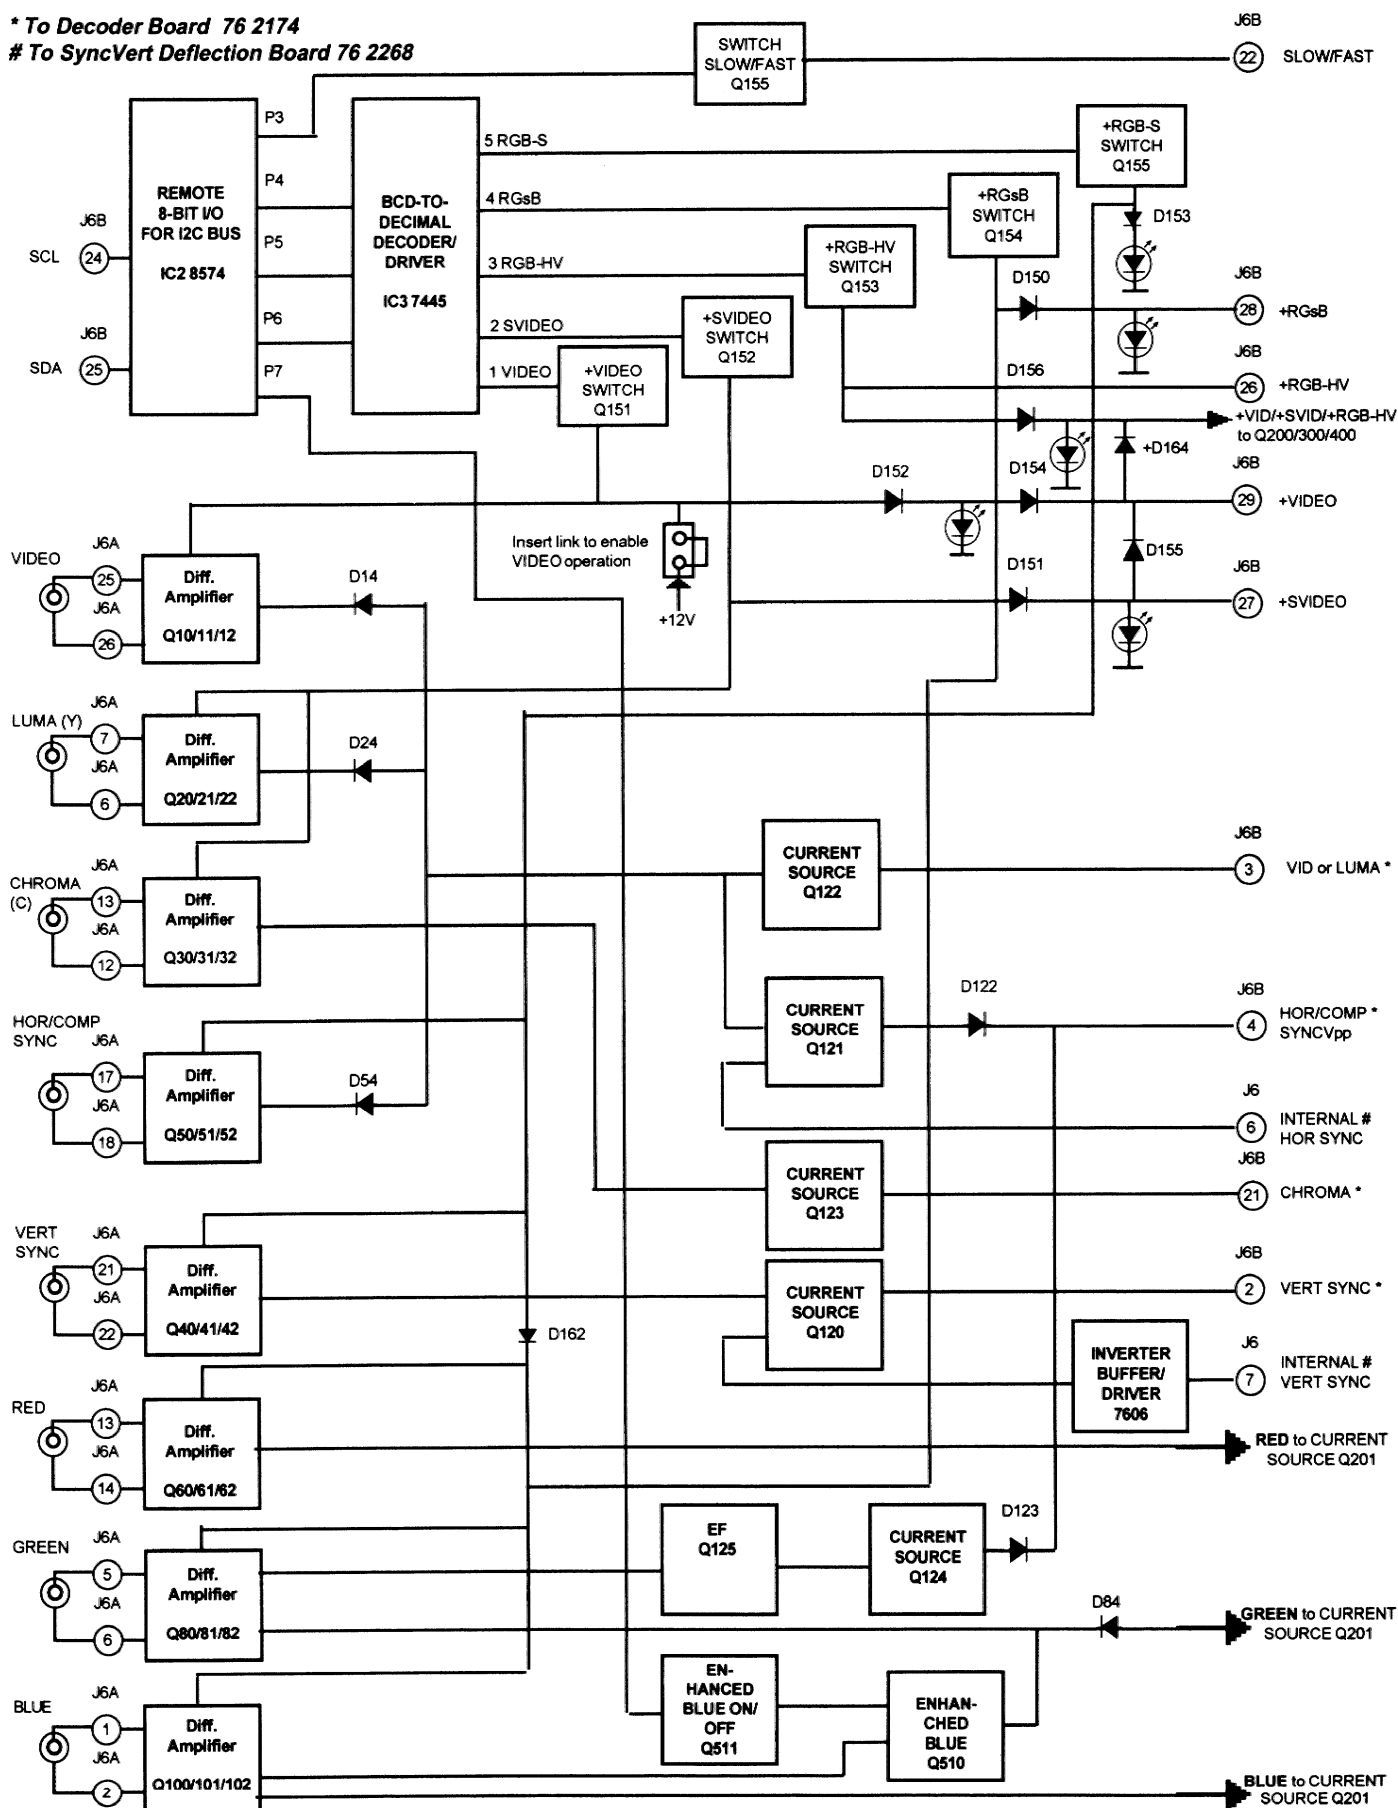 * To Decoder Board 76 2174
# To SyncVert Deflection Board 76 2268
SWITCH
SLOW/FAST
Q155
J6B
22
SLOW/FAST
REMOTE
8-BIT I/O
FOR I2C BUS
IC2 8574
P3
P4
P5
P6
P7
J6B
SCL
24
J6B
SDA
25
BCD-TO-
DECIMAL
DECODER/
DRIVER
IC3 7445
5 RGB-S
4 RGsB
3 RGB-HV
2 SVIDEO
1 VIDEO
+RGB-S
SWITCH
Q155
+RGsB
SWITCH
Q154
+RGB-HV
SWITCH
Q153
+SVIDEO
SWITCH
Q152
+VIDEO
SWITCH
Q151
D153
D150
J6B
28
+RGsB
D156
J6B
26
+RGB-HV
+VID/+SVID/+RGB-HV
to Q200/300/400
+D164
D152
D154
J6B
29
+VIDEO
D155
D151
J6B
27
+SVIDEO
Insert link to enable
VIDEO operation
+12V
VIDEO
J6A
25
J6A
26
Diff.
Amplifier
Q10/11/12
D14
LUMA (Y)
J6A
7
J6A
6
Diff.
Amplifier
Q20/21/22
D24
CHROMA
(C)
J6A
13
J6A
12
Diff.
Amplifier
Q30/31/32
CURRENT
SOURCE
Q122
J6B
3
VID or LUMA *
HOR/COMP
SYNC
J6A
17
J6A
18
Diff.
Amplifier
Q50/51/52
D54
CURRENT
SOURCE
Q121
D122
J6B
4
HOR/COMP *
SYNCVpp
J6
6
INTERNAL #
HOR SYNC
CURRENT
SOURCE
Q123
J6B
21
CHROMA *
VERT
SYNC
J6A
21
J6A
22
Diff.
Amplifier
Q40/41/42
D162
CURRENT
SOURCE
Q120
J6B
2
VERT SYNC *
INVERTER
BUFFER/
DRIVER
7606
J6
7
INTERNAL #
VERT SYNC
RED
J6A
13
J6A
14
Diff.
Amplifier
Q60/61/62
RED to CURRENT
SOURCE Q201
GREEN
J6A
5
J6A
6
Diff.
Amplifier
Q80/81/82
EF
Q125
CURRENT
SOURCE
Q124
D123
D84
GREEN to CURRENT
SOURCE Q201
BLUE
J6A
1
J6A
2
Diff.
Amplifier
Q100/101/102
EN-
HANCED
BLUE ON/
OFF
Q511
ENHAN-
CHED
BLUE
Q510
BLUE to CURRENT
SOURCE Q201